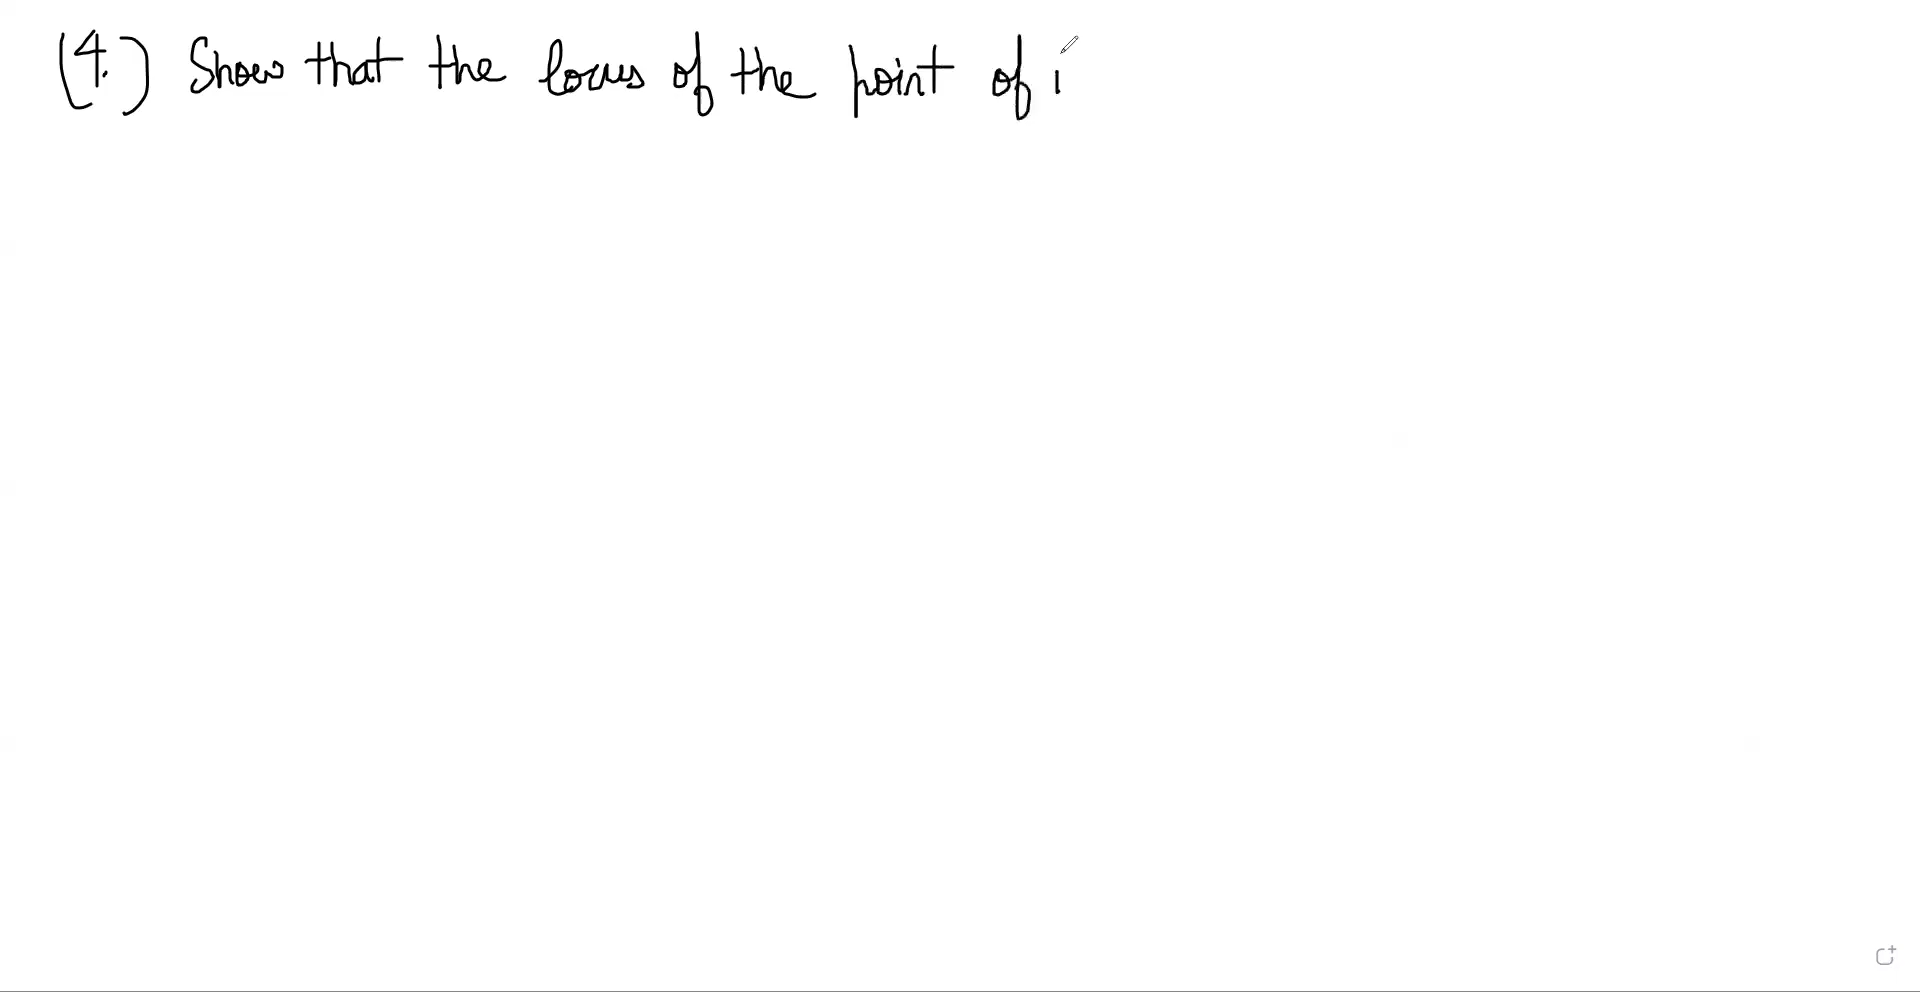 (4.) Show that the locus of the point of i